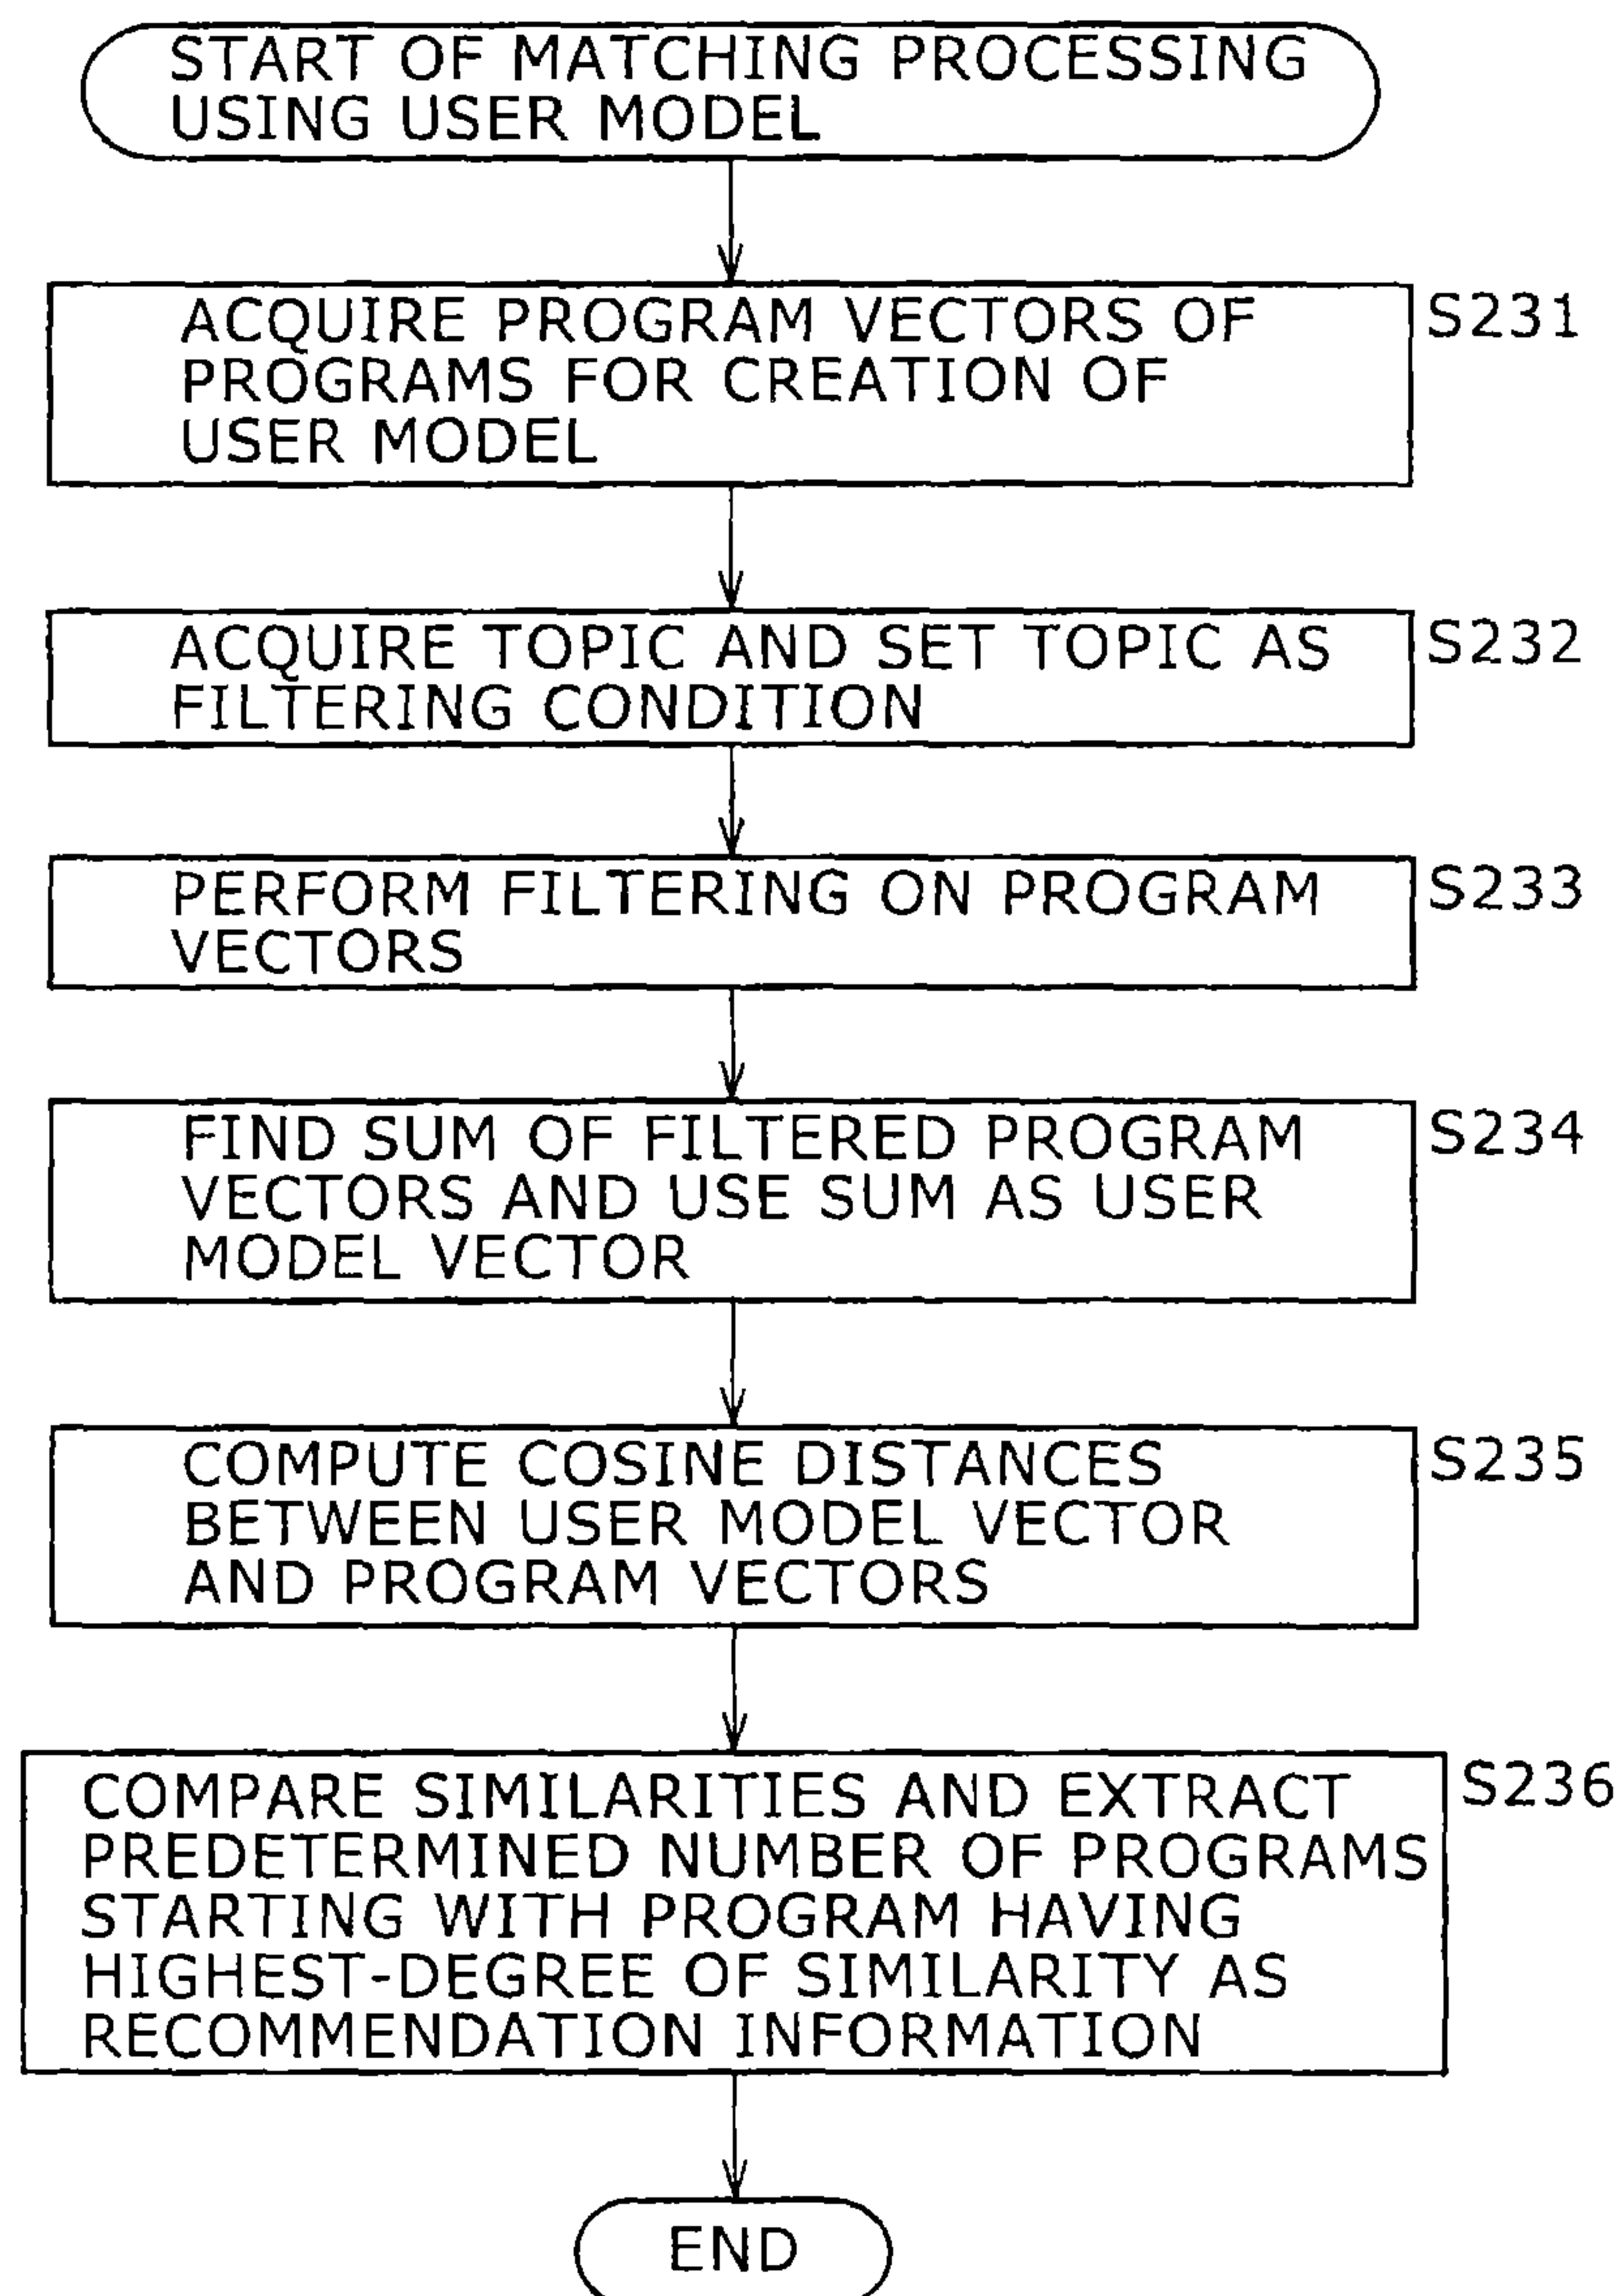 START OF MATCHING PROCESSING
USING USER MODEL
ACQUIRE PROGRAM VECTORS OF
PROGRAMS FOR CREATION OF
USER MODEL
S231
ACQUIRE TOPIC AND SET TOPIC AS
FILTERING CONDITION
S232
PERFORM FILTERING ON PROGRAM
VECTORS
S233
FIND SUM OF FILTERED PROGRAM
VECTORS AND USE SUM AS USER
MODEL VECTOR
S234
COMPUTE COSINE DISTANCES
BETWEEN USER MODEL VECTOR
AND PROGRAM VECTORS
S235
COMPARE SIMILARITIES AND EXTRACT
PREDETERMINED NUMBER OF PROGRAMS
STARTING WITH PROGRAM HAVING
HIGHEST-DEGREE OF SIMILARITY AS
RECOMMENDATION INFORMATION
S236
END